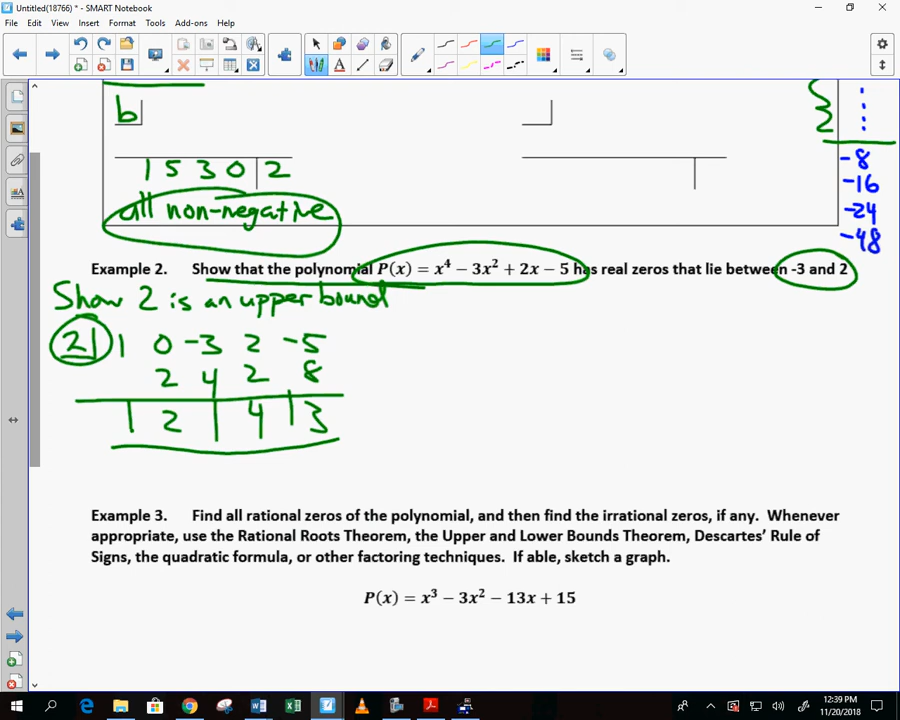 Untitled(18766) * - SMART Notebook
File Edit View Insert Format Tools Add-ons Help
b
1 5 3 0 2
all non-negative
-8
-16
-24
-48
Example 2. Show that the polynomial P(x) = x⁴ − 3x² + 2x − 5 has real zeros that lie between -3 and 2
Show 2 is an upper bound
2| 1 0 -3 2 -5
2 4 2 8
1 2 1 4 3
Example 3. Find all rational zeros of the polynomial, and then find the irrational zeros, if any. Whenever
appropriate, use the Rational Roots Theorem, the Upper and Lower Bounds Theorem, Descartes' Rule of
Signs, the quadratic formula, or other factoring techniques. If able, sketch a graph.
P(x) = x³ − 3x² − 13x + 15
12:39 PM
11/20/2018